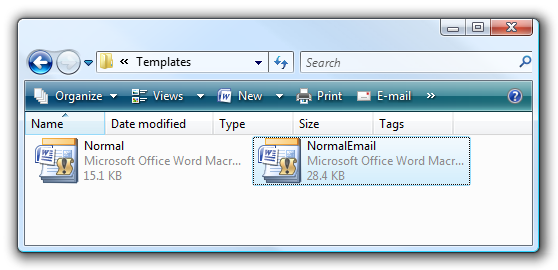 « Templates Search
Organize Views New Print E-mail »
Name Date modified Type Size Tags
Normal
Microsoft Office Word Macr...
15.1 KB
NormalEmail
Microsoft Office Word Macr...
28.4 KB